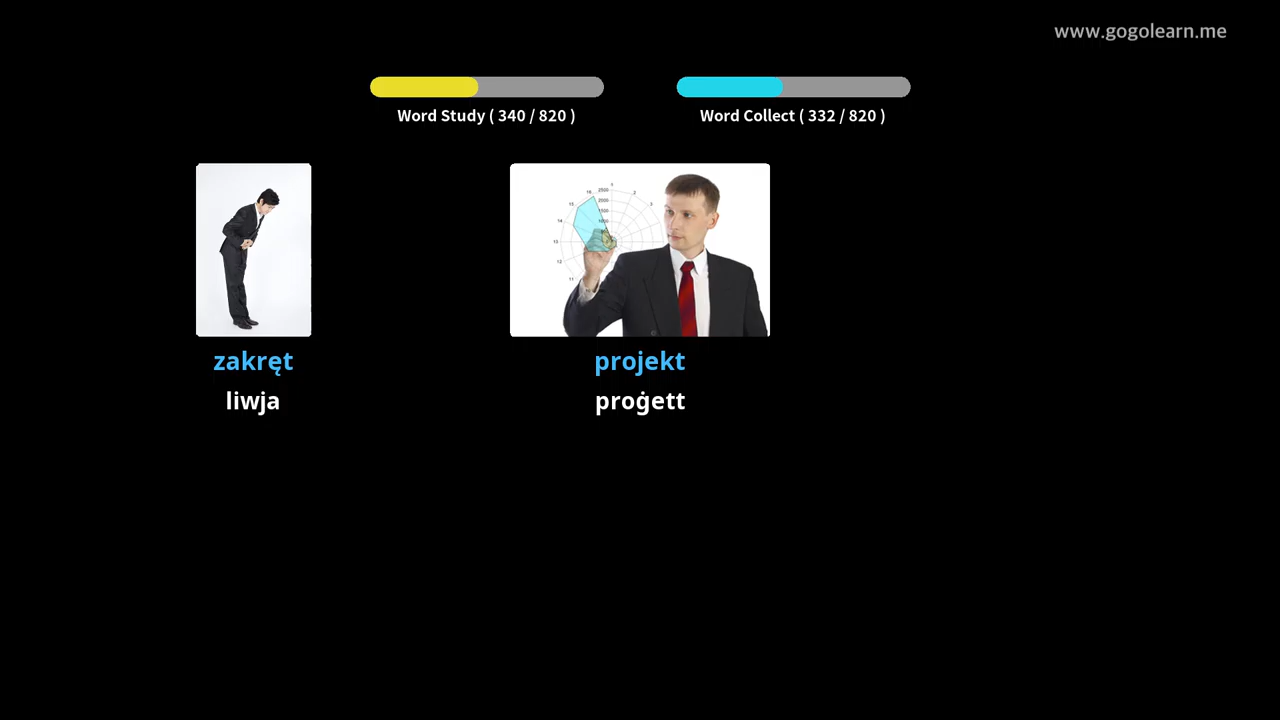 www.gogolearn.me
Word Study ( 340 / 820 )
Word Collect ( 332 / 820 )
zakręt
projekt
liwja
proġett